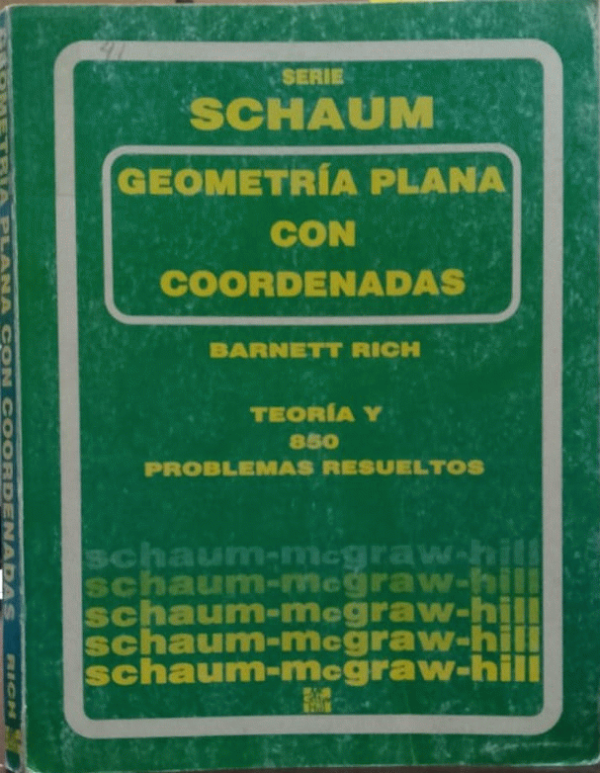 41
SERIE
SCHAUM
GEOMETRÍA PLANA
CON
COORDENADAS
BARNETT RICH
TEORÍA Y
850
PROBLEMAS RESUELTOS
schaum-mcgraw-hill
schaum-mcgraw-hill
schaum-mcgraw-hill
schaum-mcgraw-hill
schaum-mcgraw-hill
GEOMETRÍA PLANA CON COORDENADAS RICH